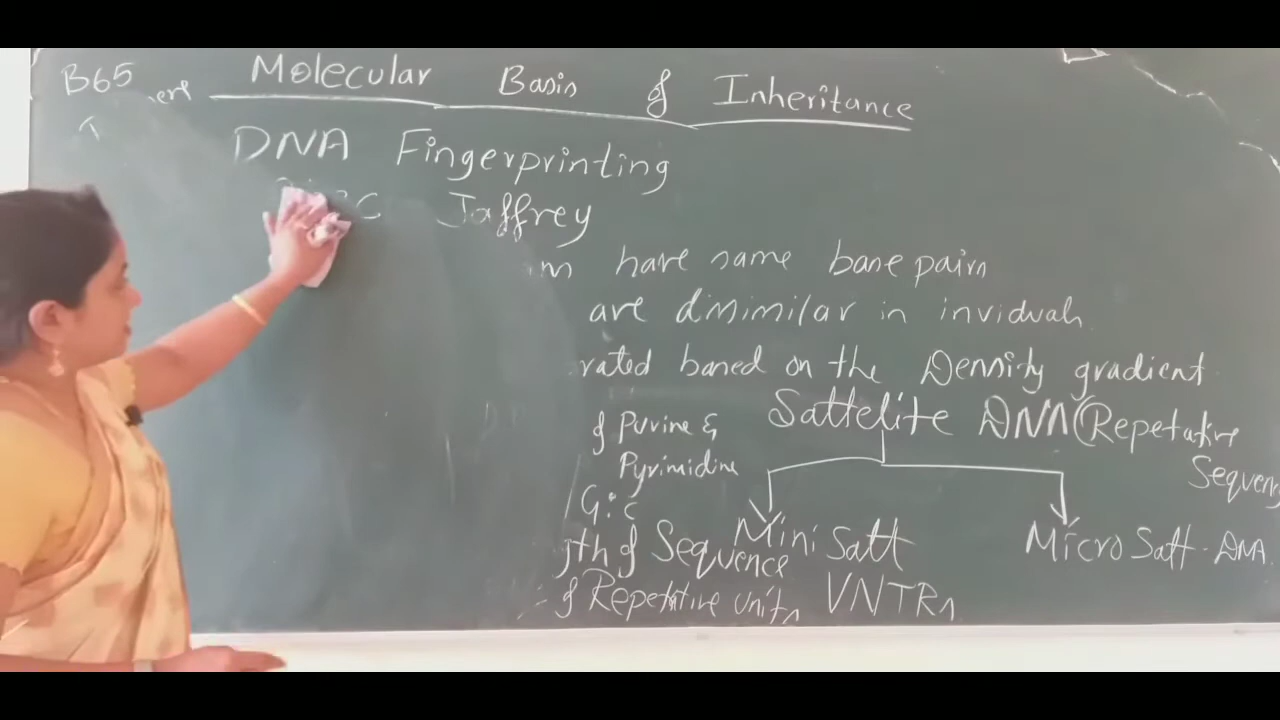 B65 Molecular Basis of Inheritance
DNA Fingerprinting
C Jaffrey
have same base pairs
are dissimilar in inviduals
rated based on the Density gradient
of Purine & Sattelite DNA (Repetative
Pyrimidine Sequen
G:C
of Sequence Mini Satt Micro Satt - DNA
of Repetative units VNTRs